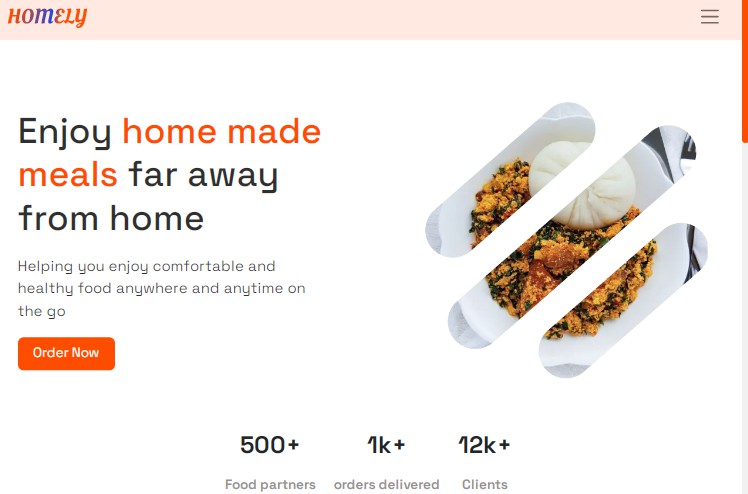 HOMELY
Enjoy home made
meals far away
from home
Helping you enjoy comfortable and
healthy food anywhere and anytime on
the go
Order Now
500+ 1k+ 12k+
Food partners orders delivered Clients